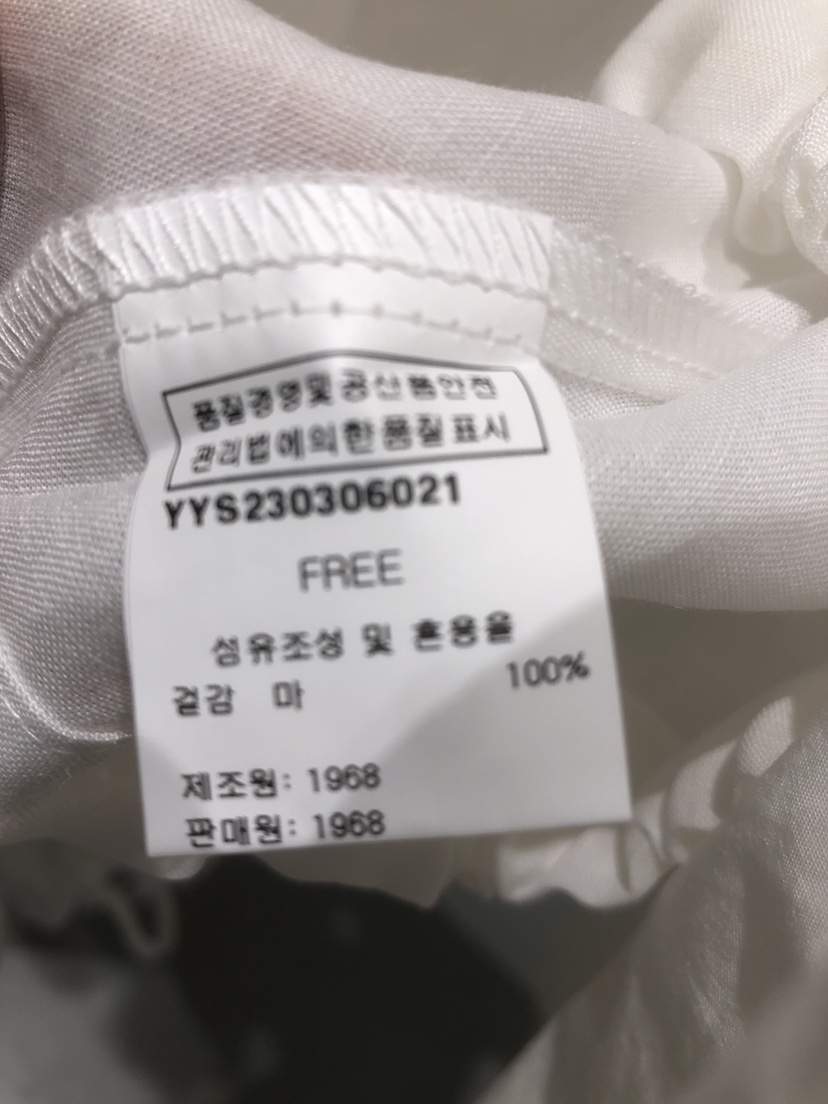 품질경영및공산품안전
관리법에의한품질표시
YYS230306021
FREE
섬유조성 및 혼용율
겉감 마 100%
제조원: 1968
판매원: 1968